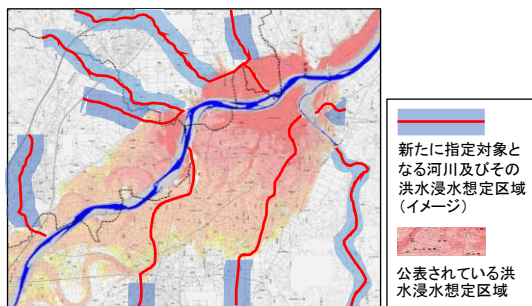 新たに指定対象と
なる河川及びその
洪水浸水想定区域
（イメージ）
公表されている洪
水浸水想定区域